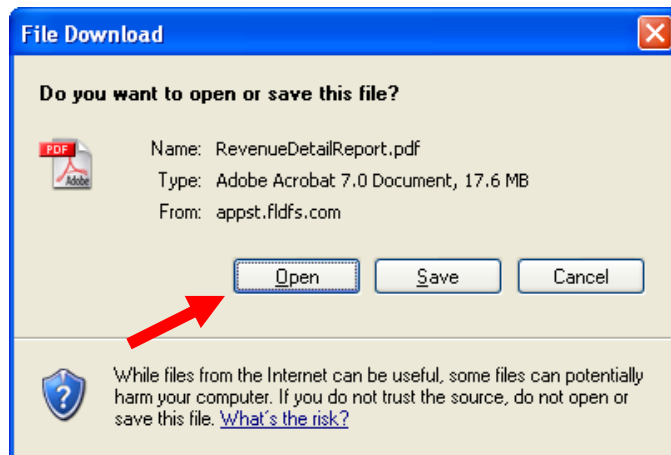 File Download
Do you want to open or save this file?
PDF
Adobe
Name: RevenueDetailReport.pdf
Type: Adobe Acrobat 7.0 Document, 17.6 MB
From: appst.fldfs.com
Open Save Cancel
While files from the Internet can be useful, some files can potentially
harm your computer. If you do not trust the source, do not open or
save this file. What's the risk?